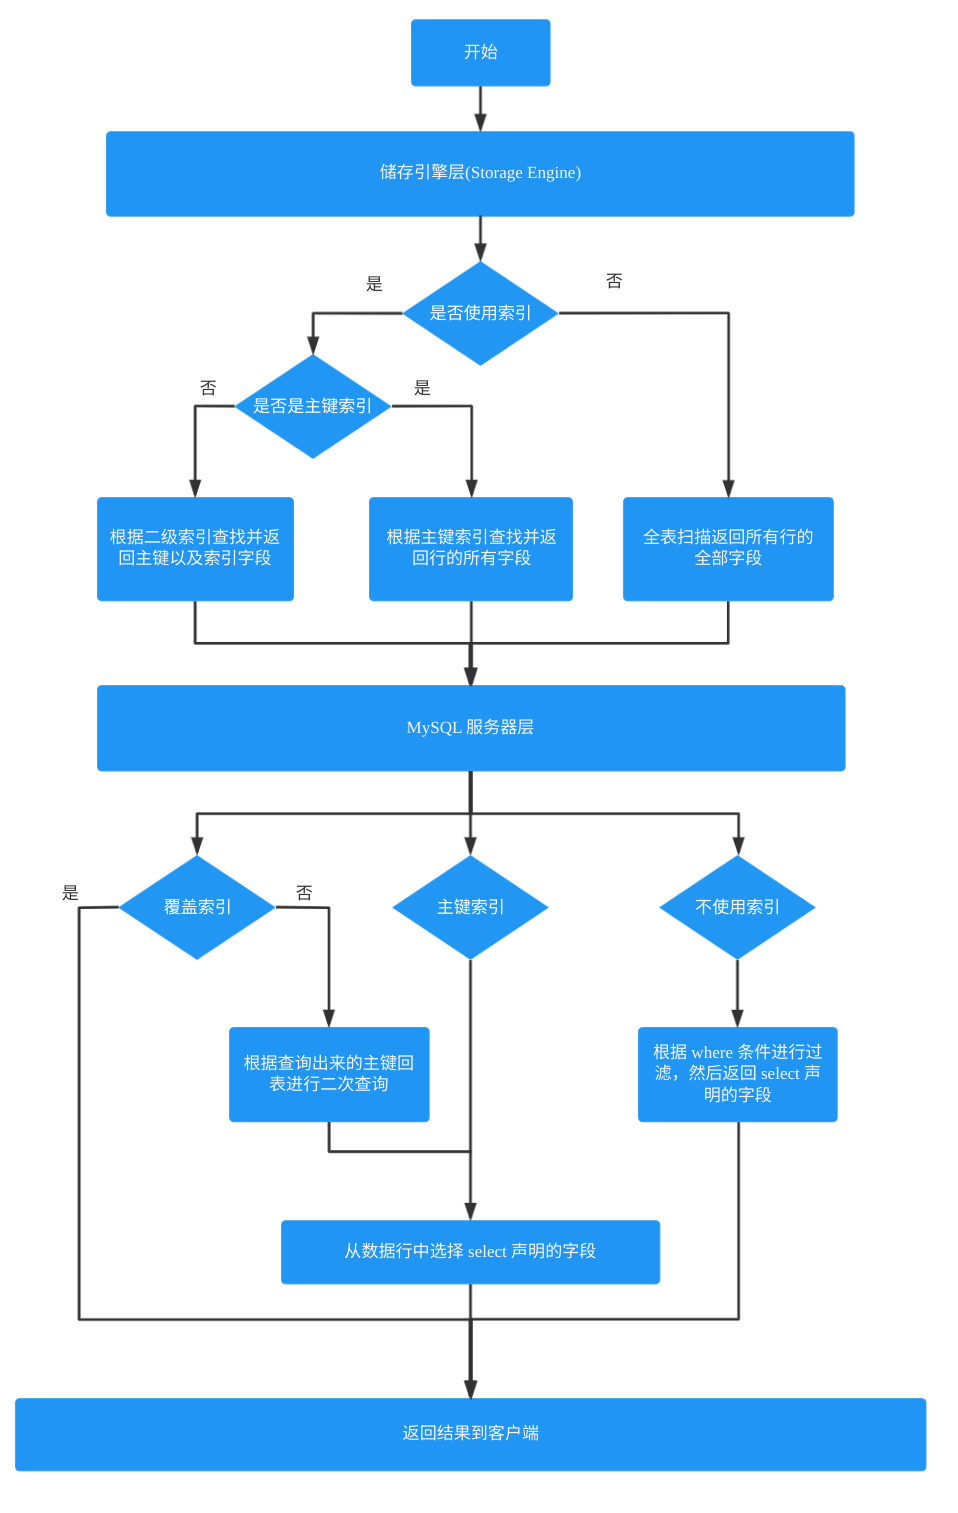 开始
储存引擎层(Storage Engine)
是
否
是否使用索引
否
是
是否是主键索引
根据二级索引查找并返
回主键以及索引字段
根据主键索引查找并返
回行的所有字段
全表扫描返回所有行的
全部字段
MySQL 服务器层
是
覆盖索引
否
主键索引
不使用索引
根据查询出来的主键回
表进行二次查询
根据 where 条件进行过
滤，然后返回 select 声
明的字段
从数据行中选择 select 声明的字段
返回结果到客户端